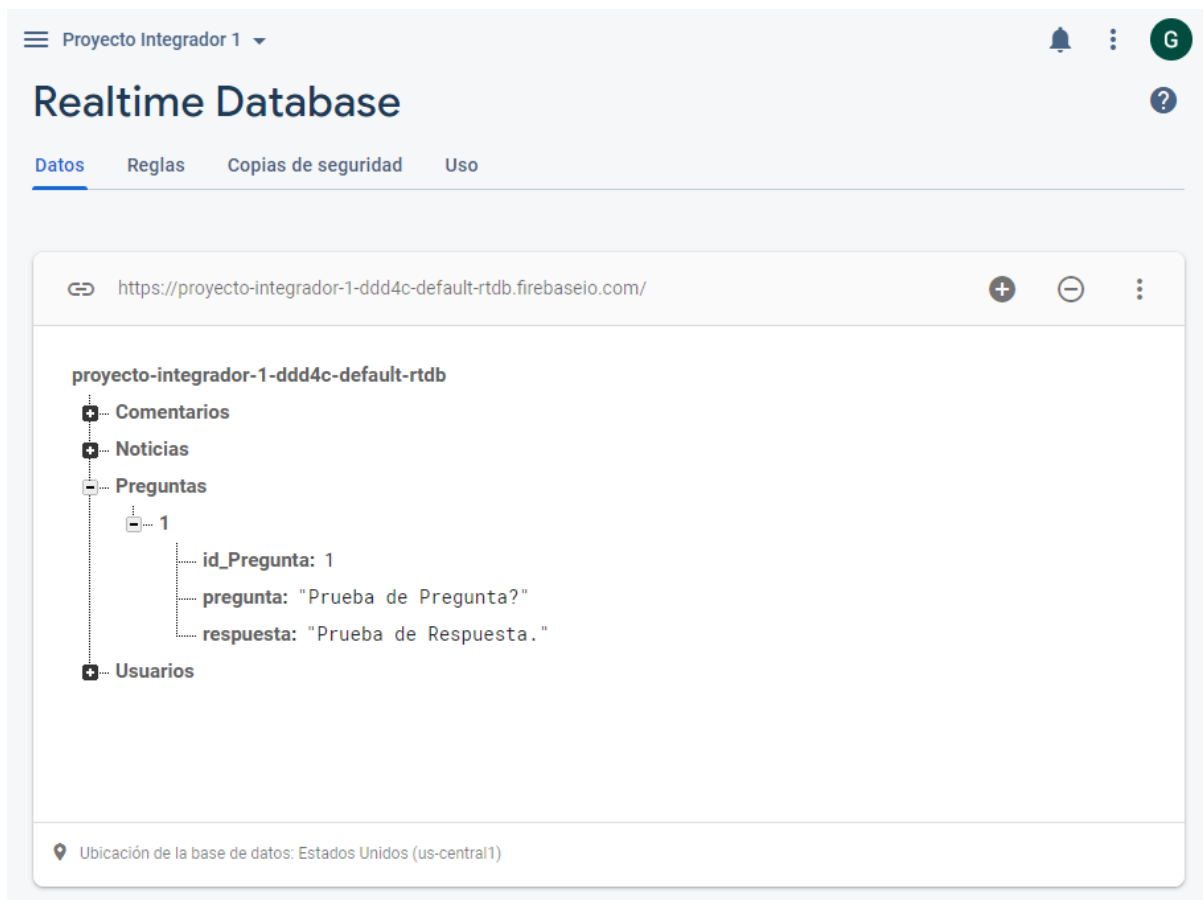 Proyecto Integrador 1
G
Realtime Database
?
Datos Reglas Copias de seguridad Uso
https://proyecto-integrador-1-ddd4c-default-rtdb.firebaseio.com/
proyecto-integrador-1-ddd4c-default-rtdb
Comentarios
Noticias
Preguntas
1
id_Pregunta: 1
pregunta: "Prueba de Pregunta?"
respuesta: "Prueba de Respuesta."
Usuarios
Ubicación de la base de datos: Estados Unidos (us-central1)